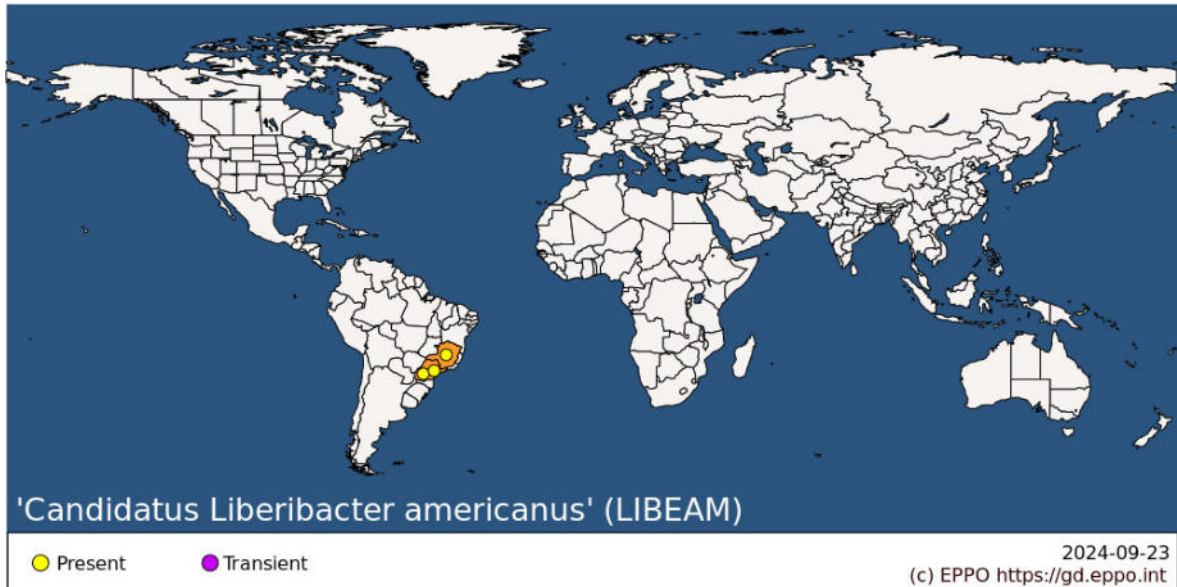 'Candidatus Liberibacter americanus' (LIBEAM)
Present
Transient
2024-09-23
(c) EPPO https://gd.eppo.int